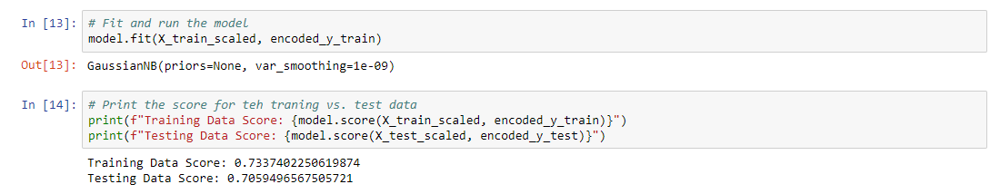 In [13]: # Fit and run the model
model.fit(X_train_scaled, encoded_y_train)
Out[13]: GaussianNB(priors=None, var_smoothing=1e-09)
In [14]: # Print the score for teh traning vs. test data
print(f"Training Data Score: {model.score(X_train_scaled, encoded_y_train)}")
print(f"Testing Data Score: {model.score(X_test_scaled, encoded_y_test)}")
Training Data Score: 0.7337402250619874
Testing Data Score: 0.7059496567505721